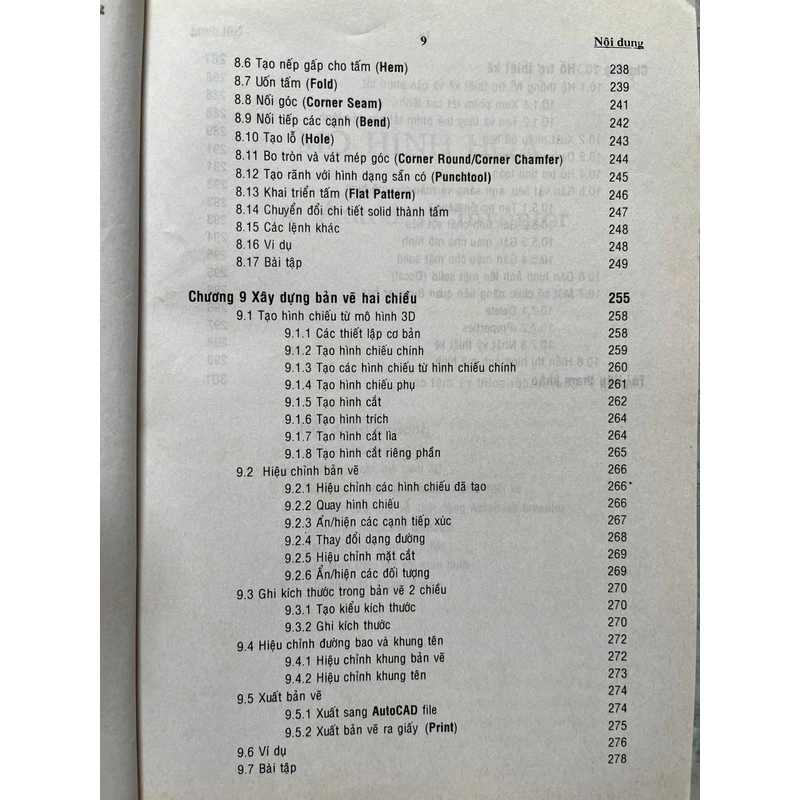 9 Nội dung
8.6 Tạo nếp gấp cho tấm (Hem) 238
8.7 Uốn tấm (Fold) 239
8.8 Nối góc (Corner Seam) 241
8.9 Nối tiếp các cạnh (Bend) 242
8.10 Tạo lỗ (Hole) 243
8.11 Bo tròn và vát mép góc (Corner Round/Corner Chamfer) 244
8.12 Tạo rãnh với hình dạng sẵn có (Punchtool) 245
8.13 Khai triển tấm (Flat Pattern) 246
8.14 Chuyển đổi chi tiết solid thành tấm 247
8.15 Các lệnh khác 248
8.16 Ví dụ 248
8.17 Bài tập 249
Chương 9 Xây dựng bản vẽ hai chiều 255
9.1 Tạo hình chiếu từ mô hình 3D 258
9.1.1 Các thiết lập cơ bản 258
9.1.2 Tạo hình chiếu chính 259
9.1.3 Tạo các hình chiếu từ hình chiếu chính 260
9.1.4 Tạo hình chiếu phụ 261
9.1.5 Tạo hình cắt 262
9.1.6 Tạo hình trích 264
9.1.7 Tạo hình cắt lìa 264
9.1.8 Tạo hình cắt riêng phần 265
9.2 Hiệu chỉnh bản vẽ 266
9.2.1 Hiệu chỉnh các hình chiếu đã tạo 266
9.2.2 Quay hình chiếu 266
9.2.3 Ẩn/hiện các cạnh tiếp xúc 267
9.2.4 Thay đổi dạng đường 268
9.2.5 Hiệu chỉnh mặt cắt 269
9.2.6 Ẩn/hiện các đối tượng 269
9.3 Ghi kích thước trong bản vẽ 2 chiều 270
9.3.1 Tạo kiểu kích thước 270
9.3.2 Ghi kích thước 270
9.4 Hiệu chỉnh đường bao và khung tên 272
9.4.1 Hiệu chỉnh khung bản vẽ 272
9.4.2 Hiệu chỉnh khung tên 273
9.5 Xuất bản vẽ 274
9.5.1 Xuất sang AutoCAD file 274
9.5.2 Xuất bản vẽ ra giấy (Print) 275
9.6 Ví dụ 276
9.7 Bài tập 278